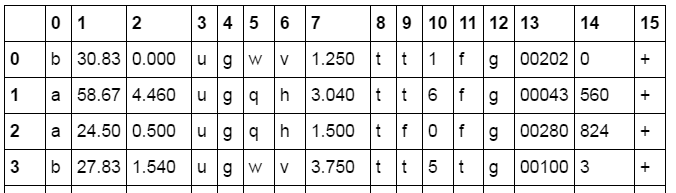 0 1 2 3 4 5 6 7 8 9 10 11 12 13 14 15
0 b 30.83 0.000 u g w v 1.250 t t 1 f g 00202 0 +
1 a 58.67 4.460 u g q h 3.040 t t 6 f g 00043 560 +
2 a 24.50 0.500 u g q h 1.500 t f 0 f g 00280 824 +
3 b 27.83 1.540 u g w v 3.750 t t 5 t g 00100 3 +